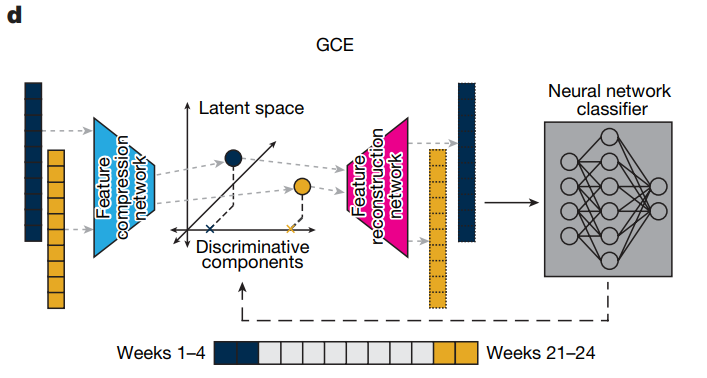 d
GCE
Neural network
classifier
Latent space
Feature
compression
network
Feature
reconstruction
network
Discriminative
components
Weeks 1–4
Weeks 21–24